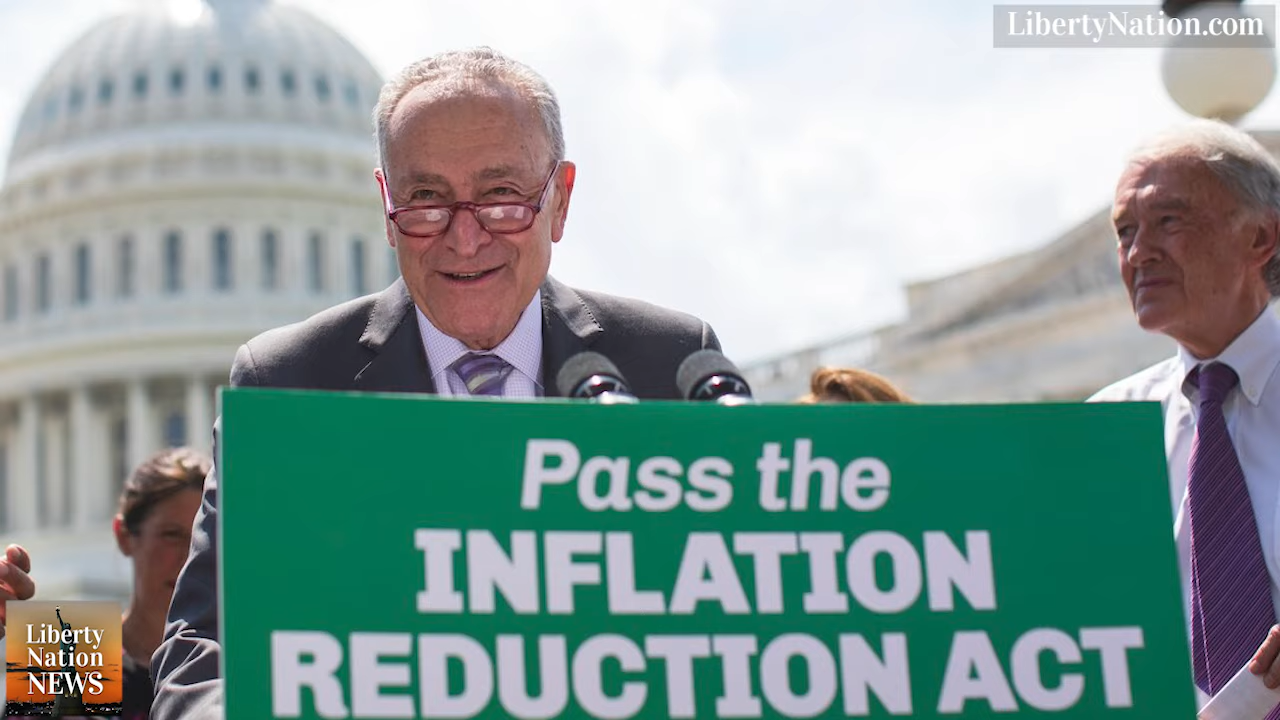 LibertyNation.com
Pass the
INFLATION
REDUCTION ACT
Liberty
Nation
NEWS